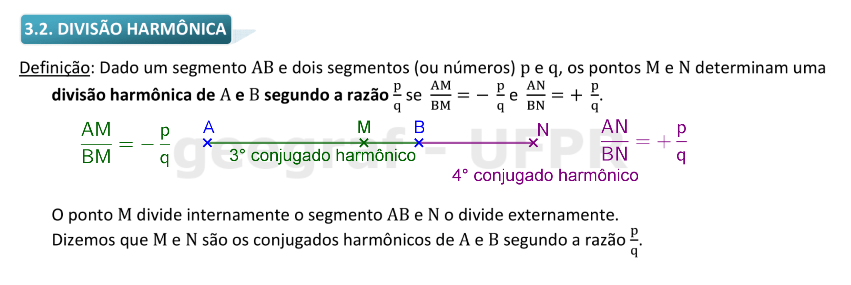 3.2. DIVISÃO HARMÔNICA
Definição: Dado um segmento AB e dois segmentos (ou números) p e q, os pontos M e N determinam uma
divisão harmônica de A e B segundo a razão p/q se AM/BM = − p/q e AN/BN = + p/q.
AM/BM = − p/q A M B N AN/BN = + p/q
geograf - UFPR
3° conjugado harmônico
4° conjugado harmônico
O ponto M divide internamente o segmento AB e N o divide externamente.
Dizemos que M e N são os conjugados harmônicos de A e B segundo a razão p/q.